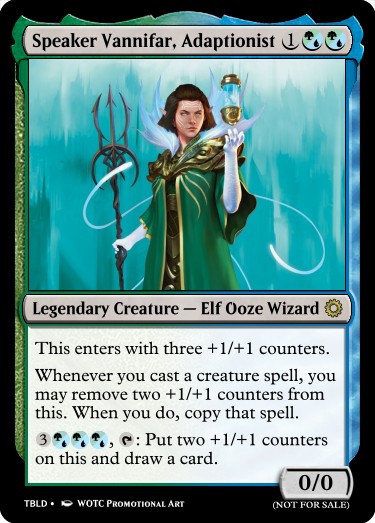 Speaker Vannifar, Adaptionist 1
Legendary Creature — Elf Ooze Wizard
This enters with three +1/+1 counters.
Whenever you cast a creature spell, you
may remove two +1/+1 counters from
this. When you do, copy that spell.
3, : Put two +1/+1 counters
on this and draw a card.
0/0
TBLD • WOTC Promotional Art
(NOT FOR SALE)